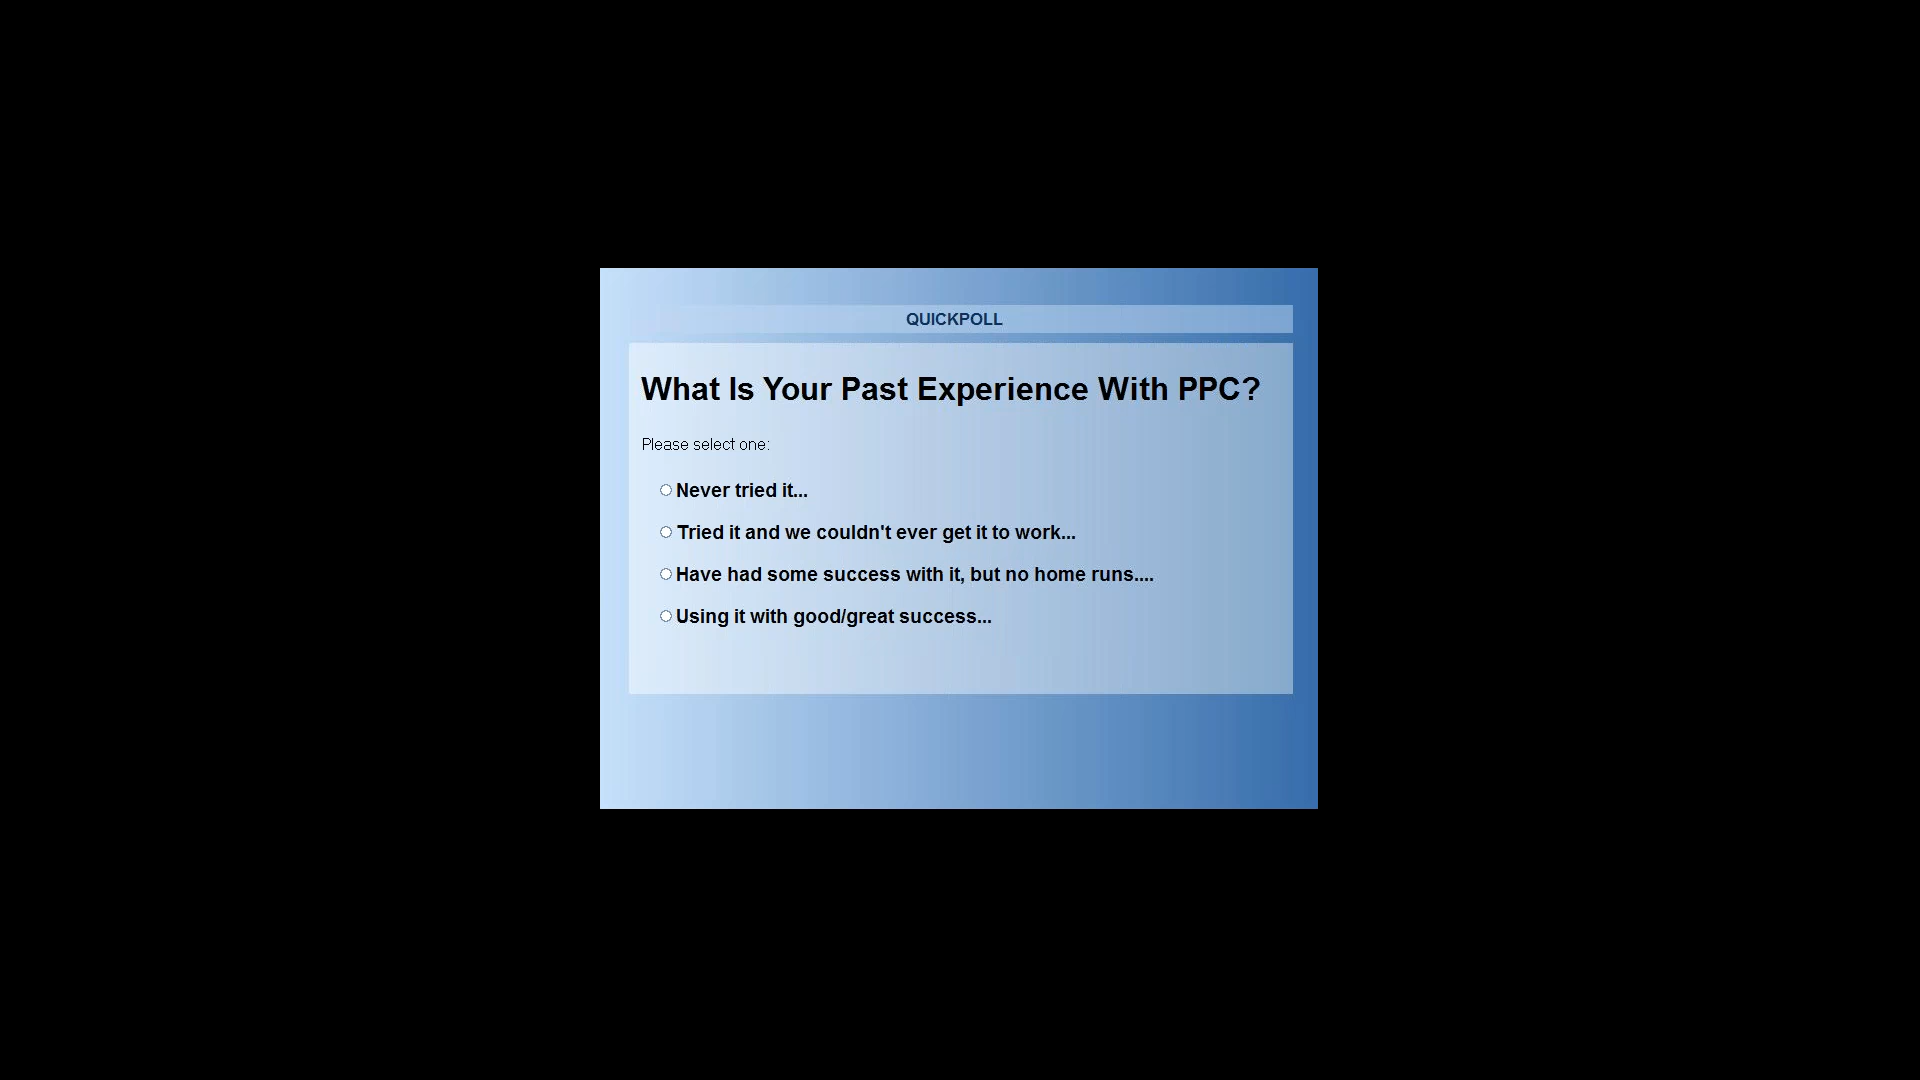 QUICKPOLL
What Is Your Past Experience With PPC?
Please select one:
Never tried it...
Tried it and we couldn't ever get it to work...
Have had some success with it, but no home runs....
Using it with good/great success...